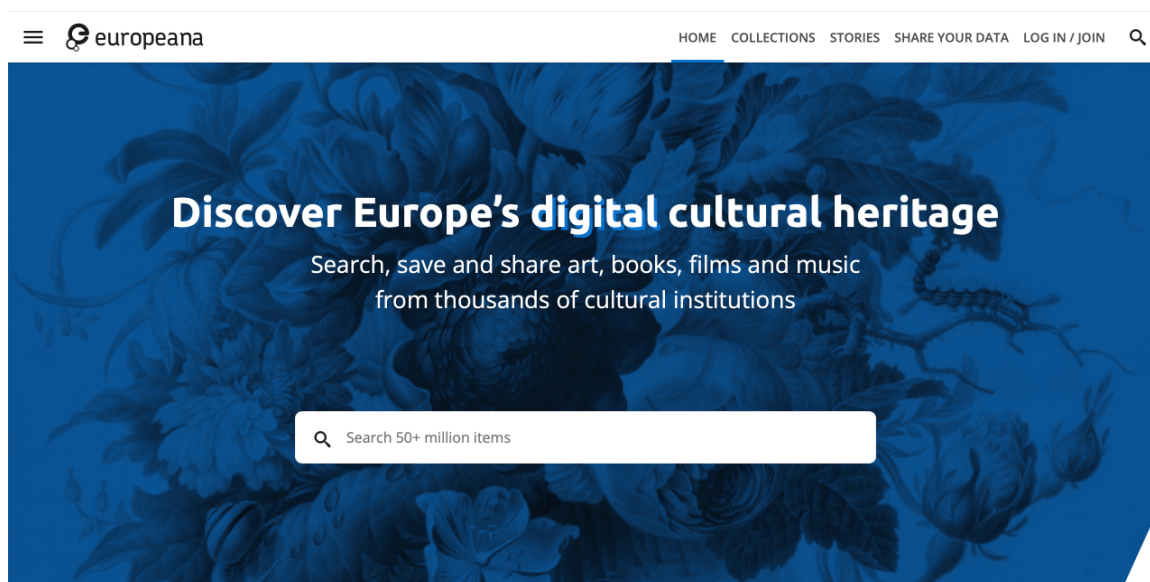 europeana
HOME COLLECTIONS STORIES SHARE YOUR DATA LOG IN / JOIN
Discover Europe’s digital cultural heritage
Search, save and share art, books, films and music
from thousands of cultural institutions
Search 50+ million items